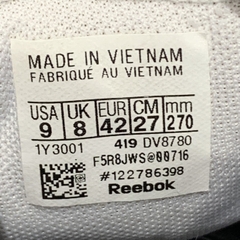 MADE IN VIETNAM
FABRIQUÉ AU VIETNAM
USA UK EUR CM mm
9 8 42 27 270
1Y3001 419 DV8780
F5R8JWS@00716
#122786398
Reebok